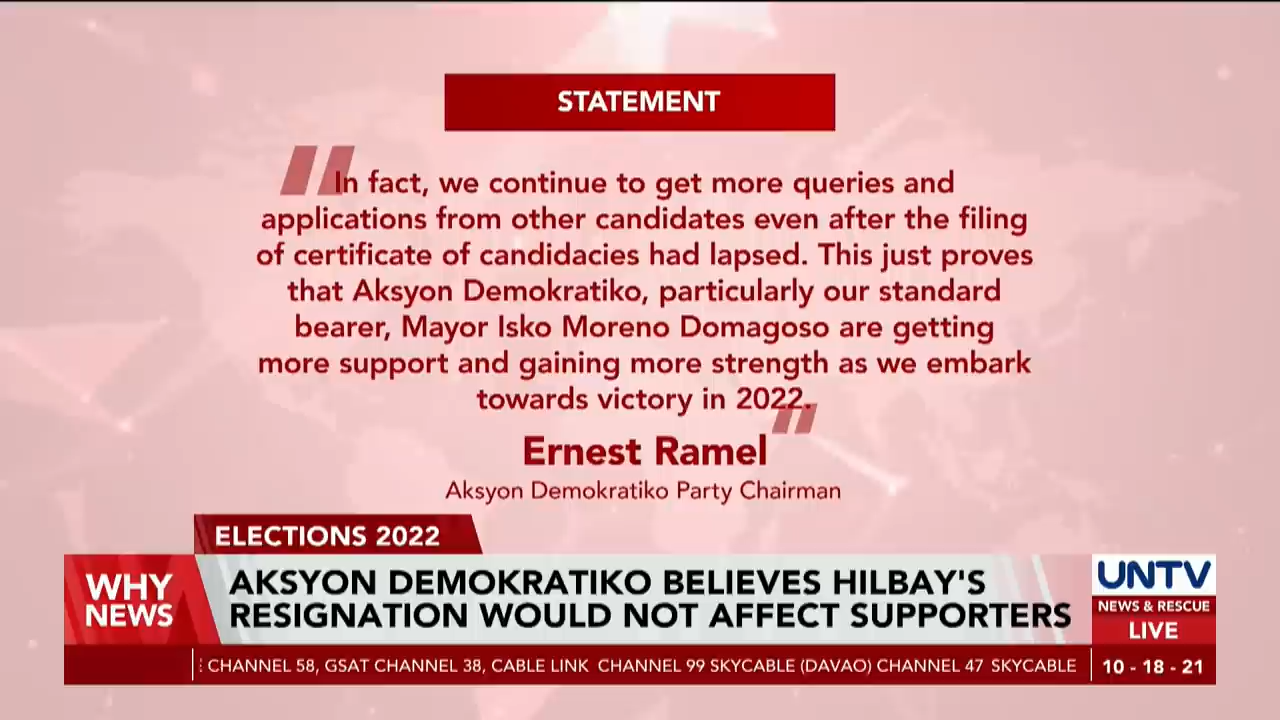 STATEMENT
"In fact, we continue to get more queries and
applications from other candidates even after the filing
of certificate of candidacies had lapsed. This just proves
that Aksyon Demokratiko, particularly our standard
bearer, Mayor Isko Moreno Domagoso are getting
more support and gaining more strength as we embark
towards victory in 2022."
Ernest Ramel
Aksyon Demokratiko Party Chairman
ELECTIONS 2022
WHY
NEWS
AKSYON DEMOKRATIKO BELIEVES HILBAY'S
RESIGNATION WOULD NOT AFFECT SUPPORTERS
UNTV
NEWS & RESCUE
LIVE
CHANNEL 58, GSAT CHANNEL 38, CABLE LINK CHANNEL 99 SKYCABLE (DAVAO) CHANNEL 47 SKYCABLE
10 - 18 - 21